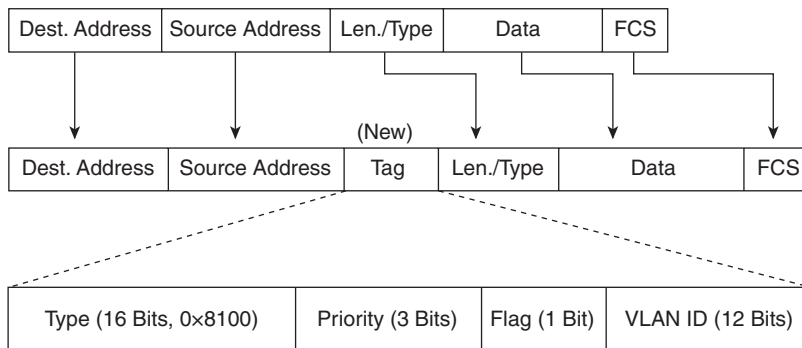 Dest. Address Source Address Len./Type Data FCS
(New)
Dest. Address Source Address Tag Len./Type Data FCS
Type (16 Bits, 0×8100) Priority (3 Bits) Flag (1 Bit) VLAN ID (12 Bits)